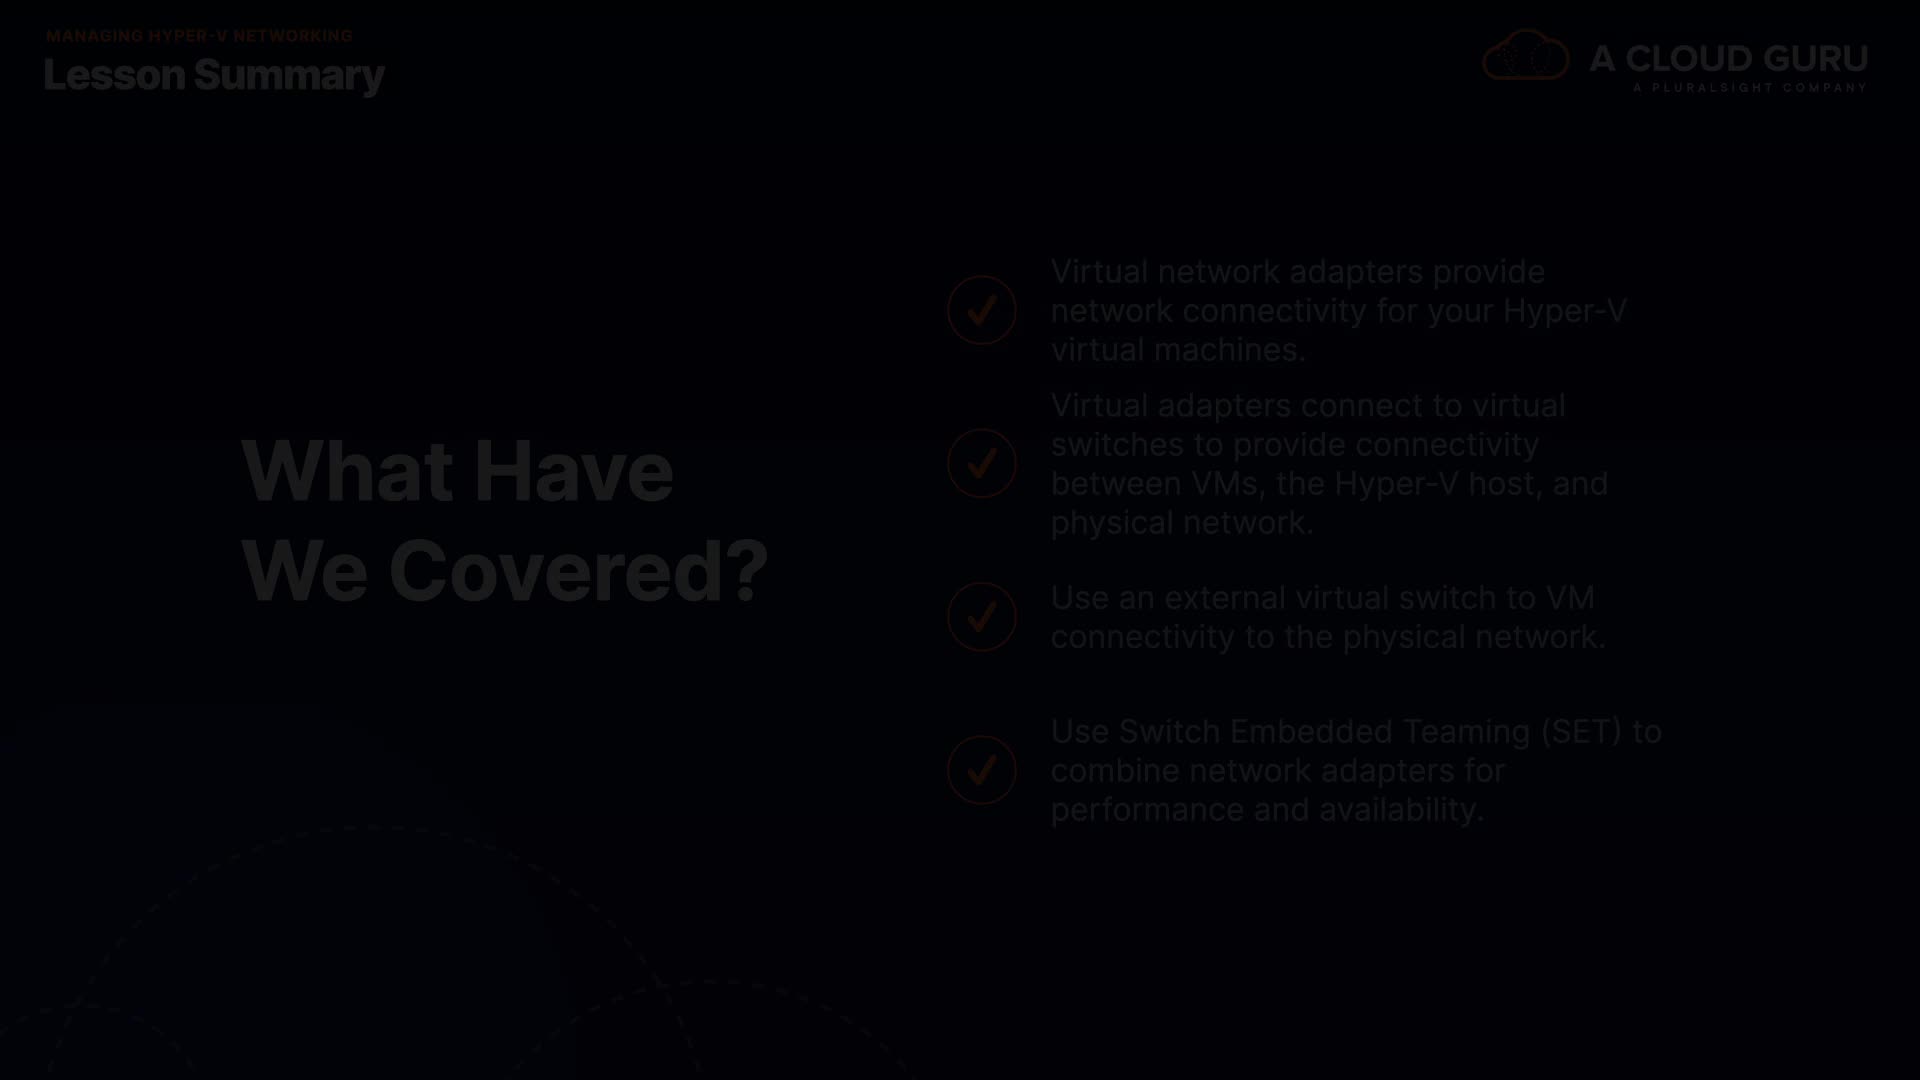 MANAGING HYPER-V NETWORKING
Lesson Summary
A CLOUD GURU
A PLURALSIGHT COMPANY
What Have
We Covered?
Virtual network adapters provide
network connectivity for your Hyper-V
virtual machines.
Virtual adapters connect to virtual
switches to provide connectivity
between VMs, the Hyper-V host, and
physical network.
Use an external virtual switch to VM
connectivity to the physical network.
Use Switch Embedded Teaming (SET) to
combine network adapters for
performance and availability.